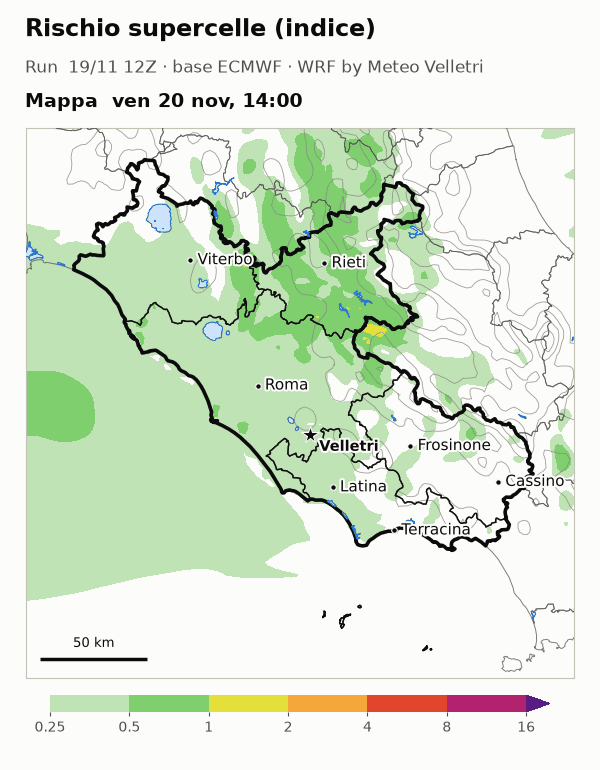 Rischio supercelle (indice)
Run  19/11 12Z · base ECMWF · WRF by Meteo Velletri
Mappa  ven 20 nov, 14:00
Viterbo
Rieti
Roma
Velletri
Frosinone
Latina
Cassino
Terracina
50 km
0.25 0.5 1 2 4 8 16